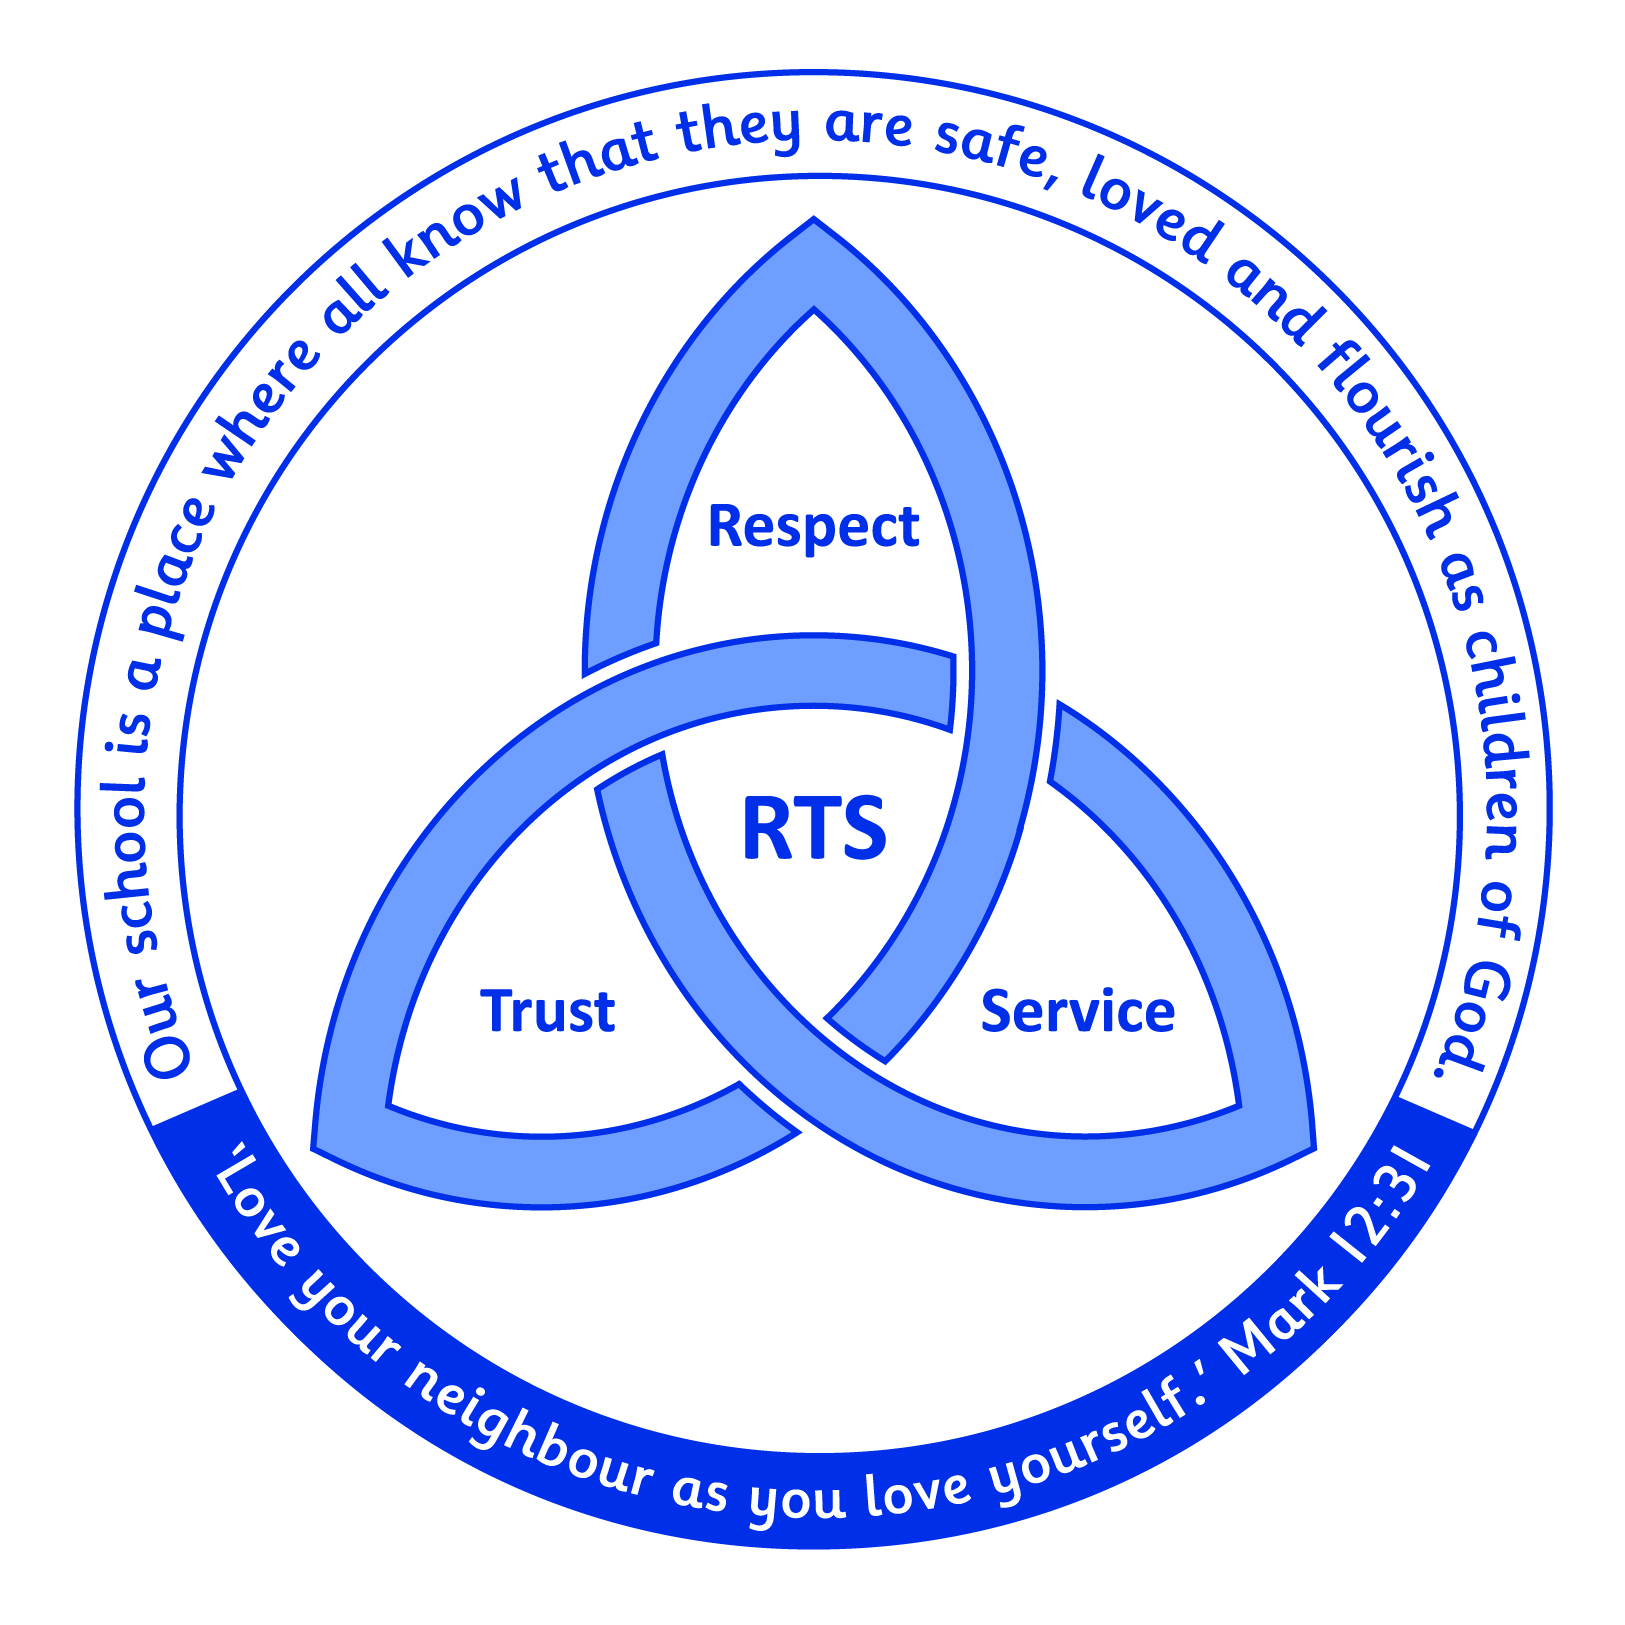 Our school is a place where all know that they are safe, loved and flourish as children of God.
Respect
RTS
Trust
Service
'Love your neighbour as you love yourself.' Mark 12:31